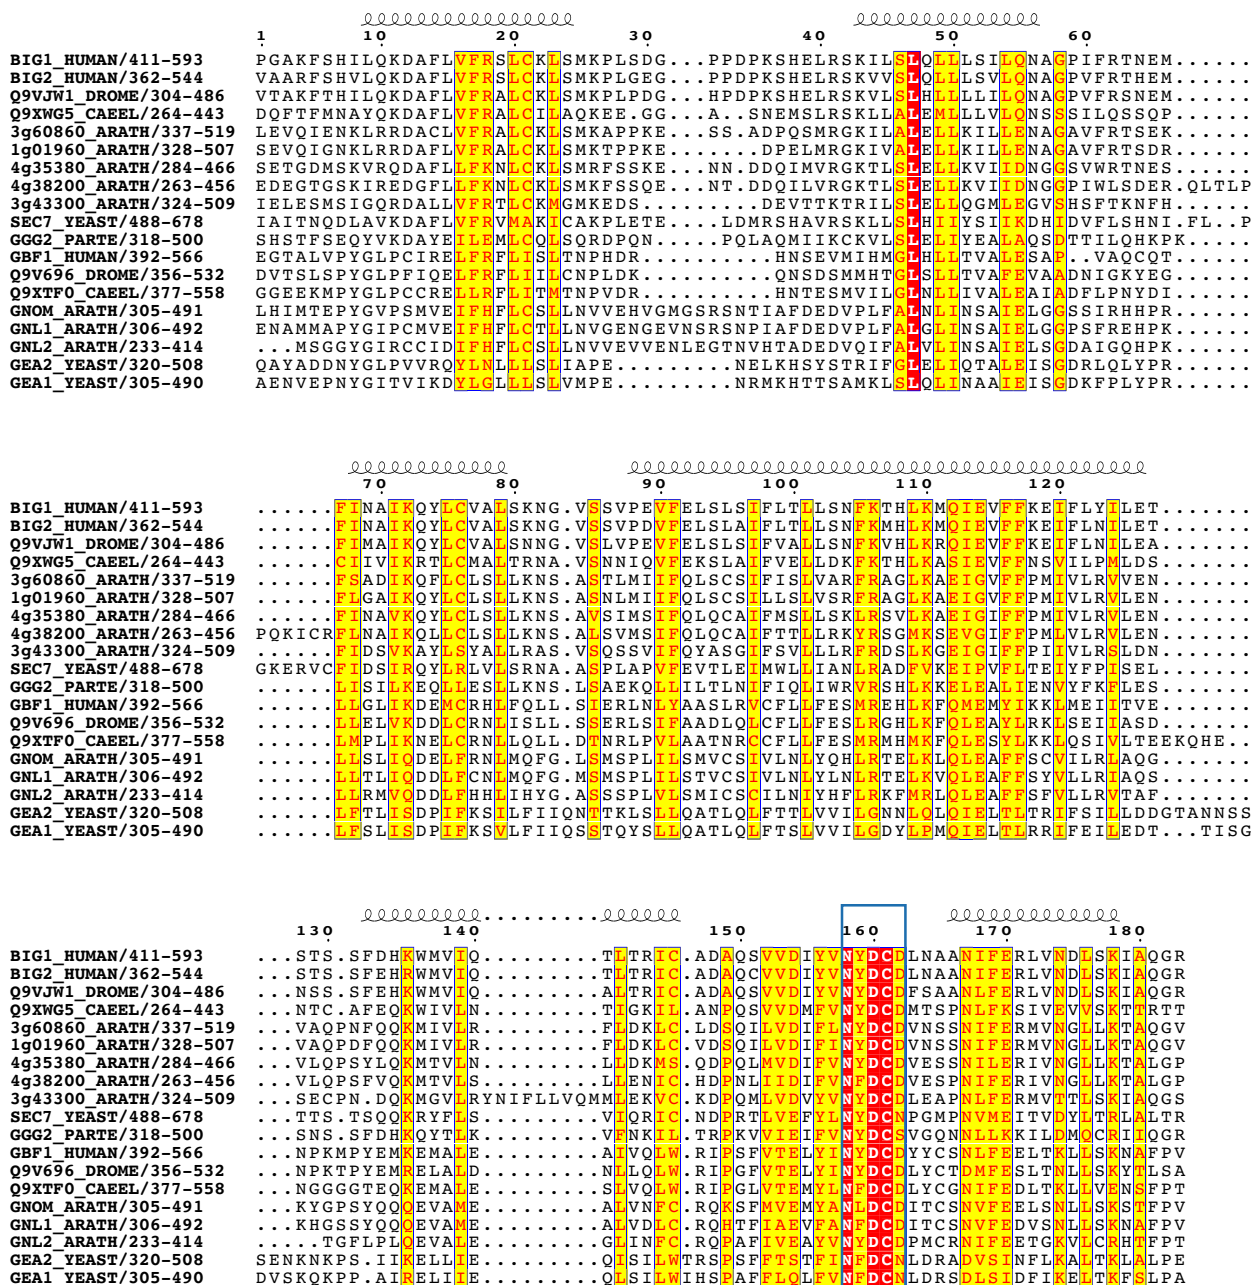 1 10 20 30 40 50 60
BIG1_HUMAN/411-593 PGAKFSHILQKDAFLVFRSLCKLSMKPLSDG...PPDPKSHELRSKILSLQLLLSILQNAGPIFRTNEM......
BIG2_HUMAN/362-544 VAARFSHVLQKDAFLVFRSLCKLSMKPLGEG...PPDPKSHELRSKVVSLQLLLSVLQNAGPVFRTHEM......
Q9VJW1_DROME/304-486 VTAKFTHILQKDAFLVFRALCKLSMKPLPDG...HPDPKSHELRSKVLSLHLLLLILQNAGPVFRSNEM......
Q9XWG5_CAEEL/264-443 DQFTFMNAYQKDAFLVFRALCILAQKEE.GG...A..SNEMSLRSKLLALEMLLLVLQNSSSILQSSQP......
3g60860_ARATH/337-519 LEVQIENKLRRDACLVFRALCKLSMKAPPKE...SS.ADPQSMRGKILALELLKILLENAGAVFRTSEK......
1g01960_ARATH/328-507 SEVQIGNKLRRDAFLVFRALCKLSMKTPPKE......DPELMRGKIVALELLKILLENAGAVFRTSDR......
4g35380_ARATH/284-466 SETGDMSKVRQDAFLLFKNLCKLSMRFSSKE...NN.DDQIMVRGKTLSLELLKVIIDNGGSVWRTNES......
4g38200_ARATH/263-456 EDEGTGSKIREDGFLLFKNLCKLSMKFSSQE...NT.DDQILVRGKTLSLELLKVIIDNGGPIWLSDER.QLTLP
3g43300_ARATH/324-509 IELESMSIGQRDALLVFRTLCKMGMKEDS........DEVTTKTRILSLELLQGMLEGVSHSFTKNFH......
SEC7_YEAST/488-678 IAITNQDLAVKDAFLVFRVMAKICAKPLETE....LDMRSHAVRSKLLSLHIIYSIIKDHIDVFLSHNI.FL..P
GGG2_PARTE/318-500 SHSTFSEQYVKDAYEILEMLCQLSQRDPQN.....PQLAQMIIKCKVLSLELIYEALAQSDTTILQHKPK.....
GBF1_HUMAN/392-566 EGTALVPYGLPCIRELFRFLISLTNPHDR.........HNSEVMIHMGLHLLTVALESAP..VAQCQT......
Q9V696_DROME/356-532 DVTSLSPYGLPFIQELFRFLIILCNPLDK.........QNSDSMMHTGLSLLTVAFEVAADNIGKYEG......
Q9XTF0_CAEEL/377-558 GGEEKMPYGLPCCRELLRFLITMTNPVDR.........HNTESMVILGLNLLIVALEAIADFLPNYDI......
GNOM_ARATH/305-491 LHIMTEPYGVPSMVEIFHFLCSLLNVVEHVGMGSRSNTIAFDEDVPLFALNLINSAIELGGSSIRHHPR......
GNL1_ARATH/306-492 ENAMMAPYGIPCMVEIFHFLCTLLNVGENGEVNSRSNPIAFDEDVPLFALGLINSAIELGGPSFREHPK......
GNL2_ARATH/233-414 ...MSGGYGIRCCIDIFHFLCSLLNVVEVVENLEGTNVHTADEDVQIFALVLINSAIELSGDAIGQHPK......
GEA2_YEAST/320-508 QAYADDNYGLPVVRQYLNLLLSLIAPE.........NELKHSYSTRIFGLELIQTALEISGDRLQLYPR......
GEA1_YEAST/305-490 AENVEPNYGITVIKDYLGLLLSLVMPE.........NRMKHTTSAMKLSLQLINAAIEISGDKFPLYPR......
70 80 90 100 110 120
BIG1_HUMAN/411-593 ......FINAIKQYLCVALSKNG.VSSVPEVFELSLSIFLTLLSNFKTHLKMQIEVFFKEIFLYILET.......
BIG2_HUMAN/362-544 ......FINAIKQYLCVALSKNG.VSSVPDVFELSLAIFLTLLSNFKMHLKMQIEVFFKEIFLNILET.......
Q9VJW1_DROME/304-486 ......FIMAIKQYLCVALSNNG.VSLVPEVFELSLSIFVALLSNFKVHLKRQIEVFFKEIFLNILEA.......
Q9XWG5_CAEEL/264-443 ......CIIVIKRTLCMALTRNA.VSNNIQVFEKSLAIFVELLDKFKTHLKASIEVFFNSVILPMLDS.......
3g60860_ARATH/337-519 ......FSADIKQFLCLSLLKNS.ASTLMIIFQLSCSIFISLVARFRAGLKAEIGVFFPMIVLRVVEN.......
1g01960_ARATH/328-507 ......FLGAIKQYLCLSLLKNS.ASNLMIIFQLSCSILLSLVSRFRAGLKAEIGVFFPMIVLRVLEN.......
4g35380_ARATH/284-466 ......FINAVKQYLCLSLLKNS.AVSIMSIFQLQCAIFMSLLSKLRSVLKAEIGIFFPMIVLRVLEN.......
4g38200_ARATH/263-456 PQKICRFLNAIKQLLCLSLLKNS.ALSVMSIFQLQCAIFTTLLRKYRSGMKSEVGIFFPMLVLRVLEN.......
3g43300_ARATH/324-509 ......FIDSVKAYLSYALLRAS.VSQSSVIFQYASGIFSVLLLRFRDSLKGEIGIFFPIIVLRSLDN.......
SEC7_YEAST/488-678 GKERVCFIDSIRQYLRLVLSRNA.ASPLAPVFEVTLEIMWLLIANLRADFVKEIPVFLTEIYFPISEL.......
GGG2_PARTE/318-500 ......LISILKEQLLESLLKNS.LSAEKQLLILTLNIFIQLIWRVRSHLKKELEALIENVYFKFLES.......
GBF1_HUMAN/392-566 ......LLGLIKDEMCRHLFQLL.SIERLNLYAASLRVCFLLFESMREHLKFQMEMYIKKLMEIITVE.......
Q9V696_DROME/356-532 ......LLELVKDDLCRNLISLL.SSERLSIFAADLQLCFLLFESLRGHLKFQLEAYLRKLSEIIASD.......
Q9XTF0_CAEEL/377-558 ......LMPLIKNELCRNLLQLL.DTNRLPVLAATNRCCFLLFESMRMHMKFQLESYLKKLQSIVLTEEKQHE..
GNOM_ARATH/305-491 ......LLSLIQDDLFRNLMQFG.LSMSPLILSMVCSIVLNLYQHLRTELKLQLEAFFSCVILRLAQG.......
GNL1_ARATH/306-492 ......LLTLIQDDLFCNLMQFG.MSMSPLILSTVCSIVLNLYLNLRTELKVQLEAFFSYVLLRIAQS.......
GNL2_ARATH/233-414 ......LLRMVQDDLFHHLIHYG.ASSSPLVLSMICSCILNIYHFLRKFMRLQLEAFFSFVLLRVTAF.......
GEA2_YEAST/320-508 ......LFTLISDPIFKSILFIIQNTTKLSLLQATLQLFTTLVVILGNNLQLQIELTLTRIFSILLDDGTANNSS
GEA1_YEAST/305-490 ......LFSLISDPIFKSVLFIIQSSTQYSLLQATLQLFTSLVVILGDYLPMQIELTLRRIFEILEDT...TISG
130 140 150 160 170 180
BIG1_HUMAN/411-593 ...STS.SFDHKWMVIQ.........TLTRIC.ADAQSVVDIYVNYDCDLNAANIFERLVNDLSKIAQGR
BIG2_HUMAN/362-544 ...STS.SFEHRWMVIQ.........TLTRIC.ADAQCVVDIYVNYDCDLNAANIFERLVNDLSKIAQGR
Q9VJW1_DROME/304-486 ...NSS.SFEHKWMVIQ.........ALTRIC.ADAQSVVDIYVNYDCDFSAANLFERLVNDLSKIAQGR
Q9XWG5_CAEEL/264-443 ...NTC.AFEQKWIVLN.........TIGKIL.ANPQSVVDMFVNYDCDMTSPNLFKSIVEVVSKTTRTT
3g60860_ARATH/337-519 ...VAQPNFQQKMIVLR.........FLDKLC.LDSQILVDIFLNYDCDVNSSNIFERMVNGLLKTAQGV
1g01960_ARATH/328-507 ...VAQPDFQQKMIVLR.........FLDKLC.VDSQILVDIFINYDCDVNSSNIFERMVNGLLKTAQGV
4g35380_ARATH/284-466 ...VLQPSYLQKMTVLN.........LLDKMS.QDPQLMVDIFVNYDCDVESSNILERIVNGLLKTALGP
4g38200_ARATH/263-456 ...VLQPSFVQKMTVLS.........LLENIC.HDPNLIIDIFVNFDCDVESPNIFERIVNGLLKTALGP
3g43300_ARATH/324-509 ...SECPN.DQKMGVLRYNIFLLVQMMLEKVC.KDPQMLVDVYVNYDCDLEAPNLFERMVTTLSKIAQGS
SEC7_YEAST/488-678 ...TTS.TSQQKRYFLS.........VIQRIC.NDPRTLVEFYLNYDCNPGMPNVMEITVDYLTRLALTR
GGG2_PARTE/318-500 ...SNS.SFDHKQYTLK.........VFNKIL.TRPKVVIEIFVNYDCSVGQNNLLKKILDMQCRIIQGR
GBF1_HUMAN/392-566 ...NPKMPYEMKEMALE.........AIVQLW.RIPSFVTELYINYDCDYYCSNLFEELTKLLSKNAFPV
Q9V696_DROME/356-532 ...NPKTPYEMRELALD.........NLLQLW.RIPGFVTELYINYDCDLYCTDMFESLTNLLSKYTLSA
Q9XTF0_CAEEL/377-558 ...NGGGGTEQKEMALE.........SLVQLW.RIPGLVTEMYLNFDCDLYCGNIFEDLTKLLVENSFPT
GNOM_ARATH/305-491 ...KYGPSYQQQEVAME.........ALVNFC.RQKSFMVEMYANLDCDITCSNVFEELSNLLSKSTFPV
GNL1_ARATH/306-492 ...KHGSSYQQQEVAME.........ALVDLC.RQHTFIAEVFANFDCDITCSNVFEDVSNLLSKNAFPV
GNL2_ARATH/233-414 .....TGFLPLQEVALE.........GLINFC.RQPAFIVEAYVNYDCDPMCRNIFEETGKVLCRHTFPT
GEA2_YEAST/320-508 SENKNKPS.IIKELLIE.........QISILWTRSPSFFTSTFINFNCNLDRADVSINFLKALTKLALPE
GEA1_YEAST/305-490 DVSKQKPP.AIRELIIE.........QLSILWIHSPAFFLQLFVNFDCNLDRSDLSIDFIKELTKFSLPA